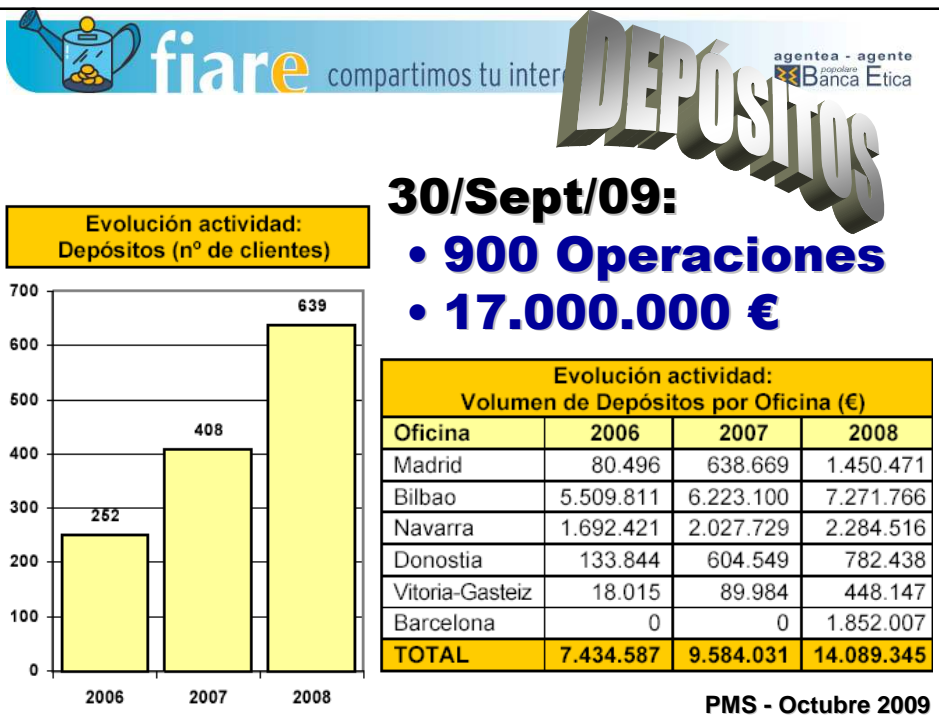 fiare compartimos tu inter
agentea - agente
popolare
Banca Etica
DEPÓSITOS
30/Sept/09:
• 900 Operaciones
• 17.000.000 €
Evolución actividad:
Depósitos (nº de clientes)
700
600
500
400
300
200
100
0
252
408
639
2006 2007 2008
Evolución actividad:
Volumen de Depósitos por Oficina (€)
Oficina 2006 2007 2008
Madrid 80.496 638.669 1.450.471
Bilbao 5.509.811 6.223.100 7.271.766
Navarra 1.692.421 2.027.729 2.284.516
Donostia 133.844 604.549 782.438
Vitoria-Gasteiz 18.015 89.984 448.147
Barcelona 0 0 1.852.007
TOTAL 7.434.587 9.584.031 14.089.345
PMS - Octubre 2009